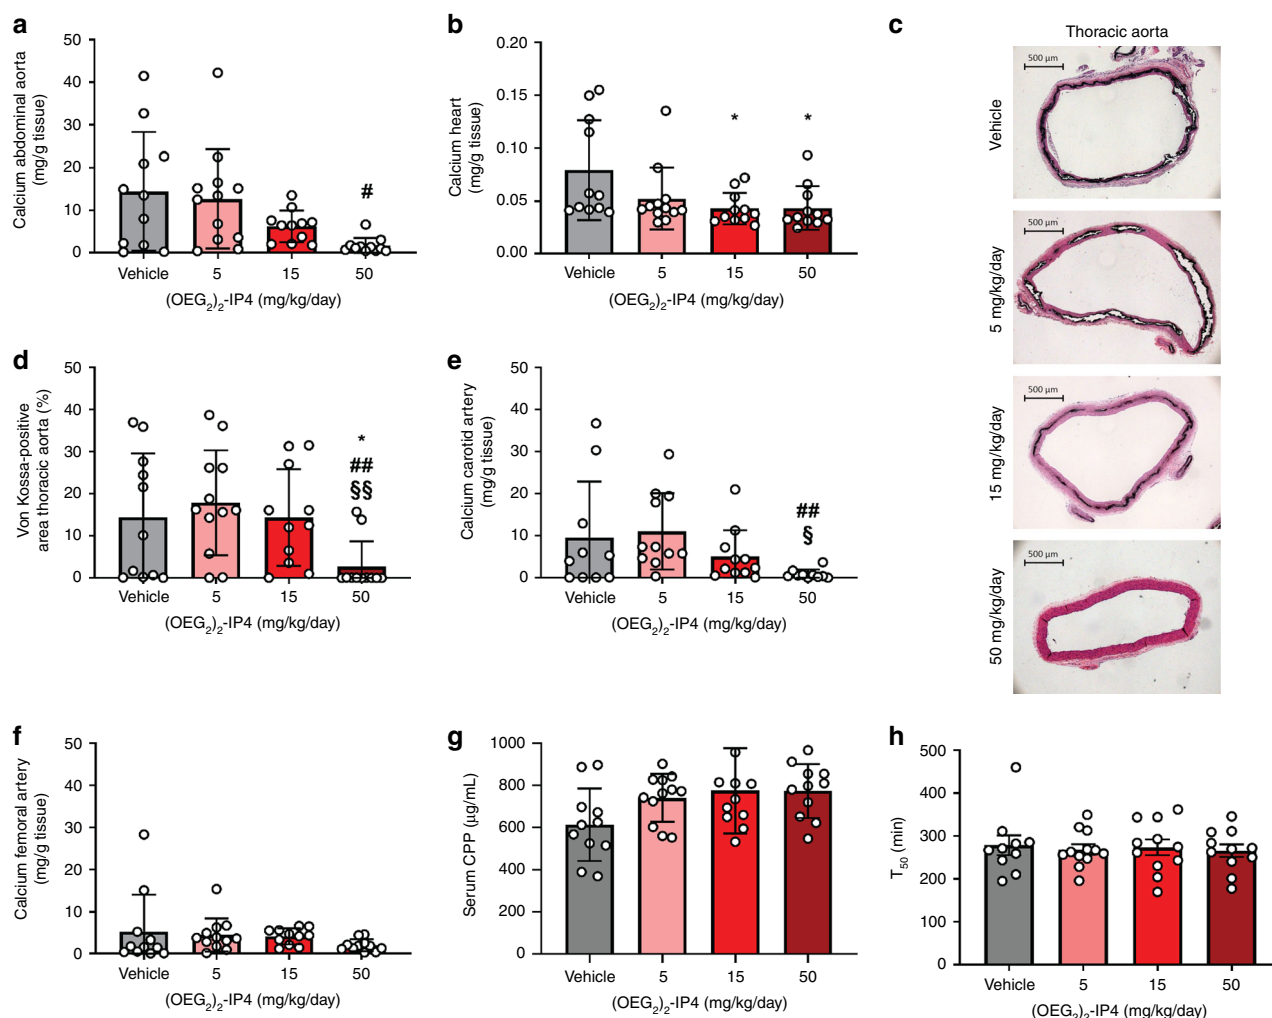 a
Calcium abdominal aorta
(mg/g tissue)
50
40
30
20
10
0
#
Vehicle 5 15 50
(OEG2)2-IP4 (mg/kg/day)
b
Calcium heart
(mg/g tissue)
0.20
0.15
0.10
0.05
0.00
* *
Vehicle 5 15 50
(OEG2)2-IP4 (mg/kg/day)
c
Thoracic aorta
Vehicle
500 µm
5 mg/kg/day
500 µm
15 mg/kg/day
500 µm
50 mg/kg/day
500 µm
d
Von Kossa-positive
area thoracic aorta (%)
50
40
30
20
10
0
*
##
§§
Vehicle 5 15 50
(OEG2)2-IP4 (mg/kg/day)
e
Calcium carotid artery
(mg/g tissue)
50
40
30
20
10
0
##
§
Vehicle 5 15 50
(OEG2)2-IP4 (mg/kg/day)
f
Calcium femoral artery
(mg/g tissue)
50
40
30
20
10
0
Vehicle 5 15 50
(OEG2)2-IP4 (mg/kg/day)
g
Serum CPP (µg/mL)
1000
800
600
400
200
0
Vehicle 5 15 50
(OEG2)2-IP4 (mg/kg/day)
h
T50 (min)
500
400
300
200
100
0
Vehicle 5 15 50
(OEG2)2-IP4 (mg/kg/day)